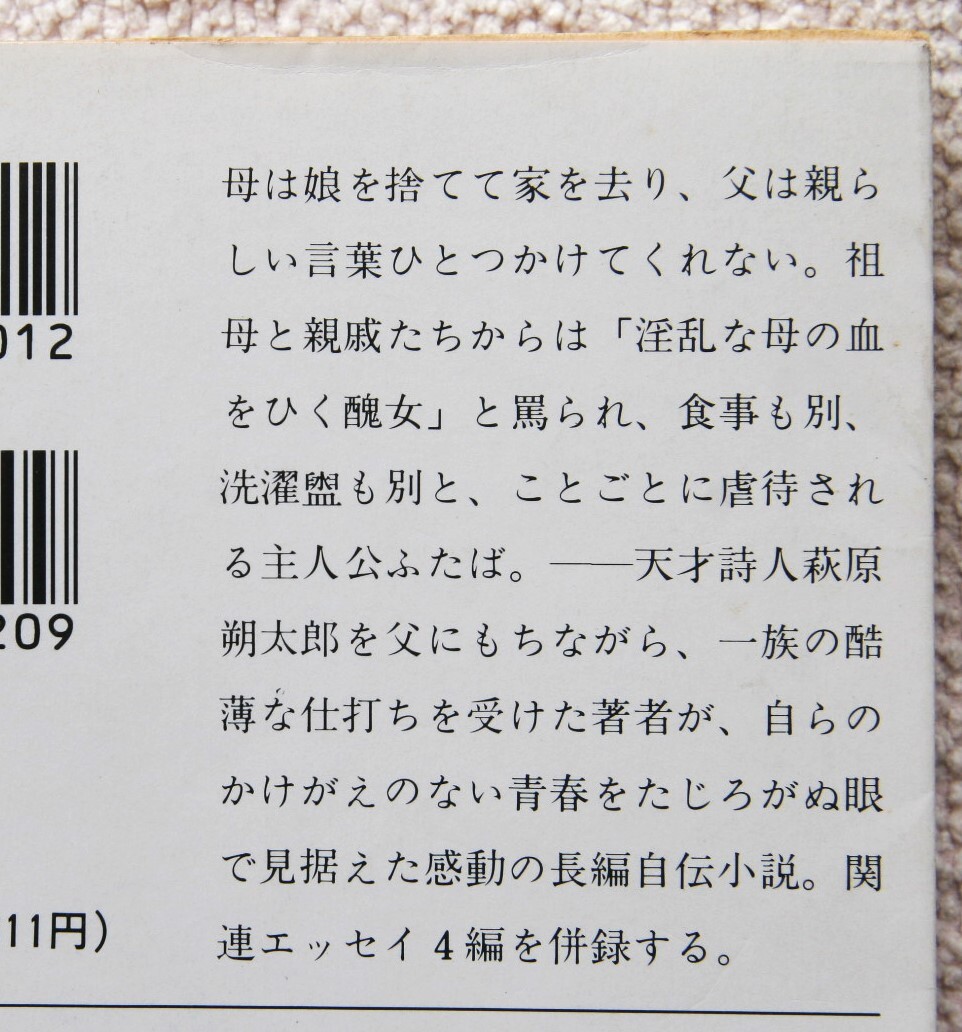 母は娘を捨てて家を去り、父は親ら
しい言葉ひとつかけてくれない。祖
母と親戚たちからは「淫乱な母の血
をひく醜女」と罵られ、食事も別、
洗濯盥も別と、ことごとに虐待され
る主人公ふたば。――天才詩人萩原
朔太郎を父にもちながら、一族の酷
薄な仕打ちを受けた著者が、自らの
かけがえのない青春をたじろがぬ眼
で見据えた感動の長編自伝小説。関
連エッセイ4編を併録する。
012
209
11円)